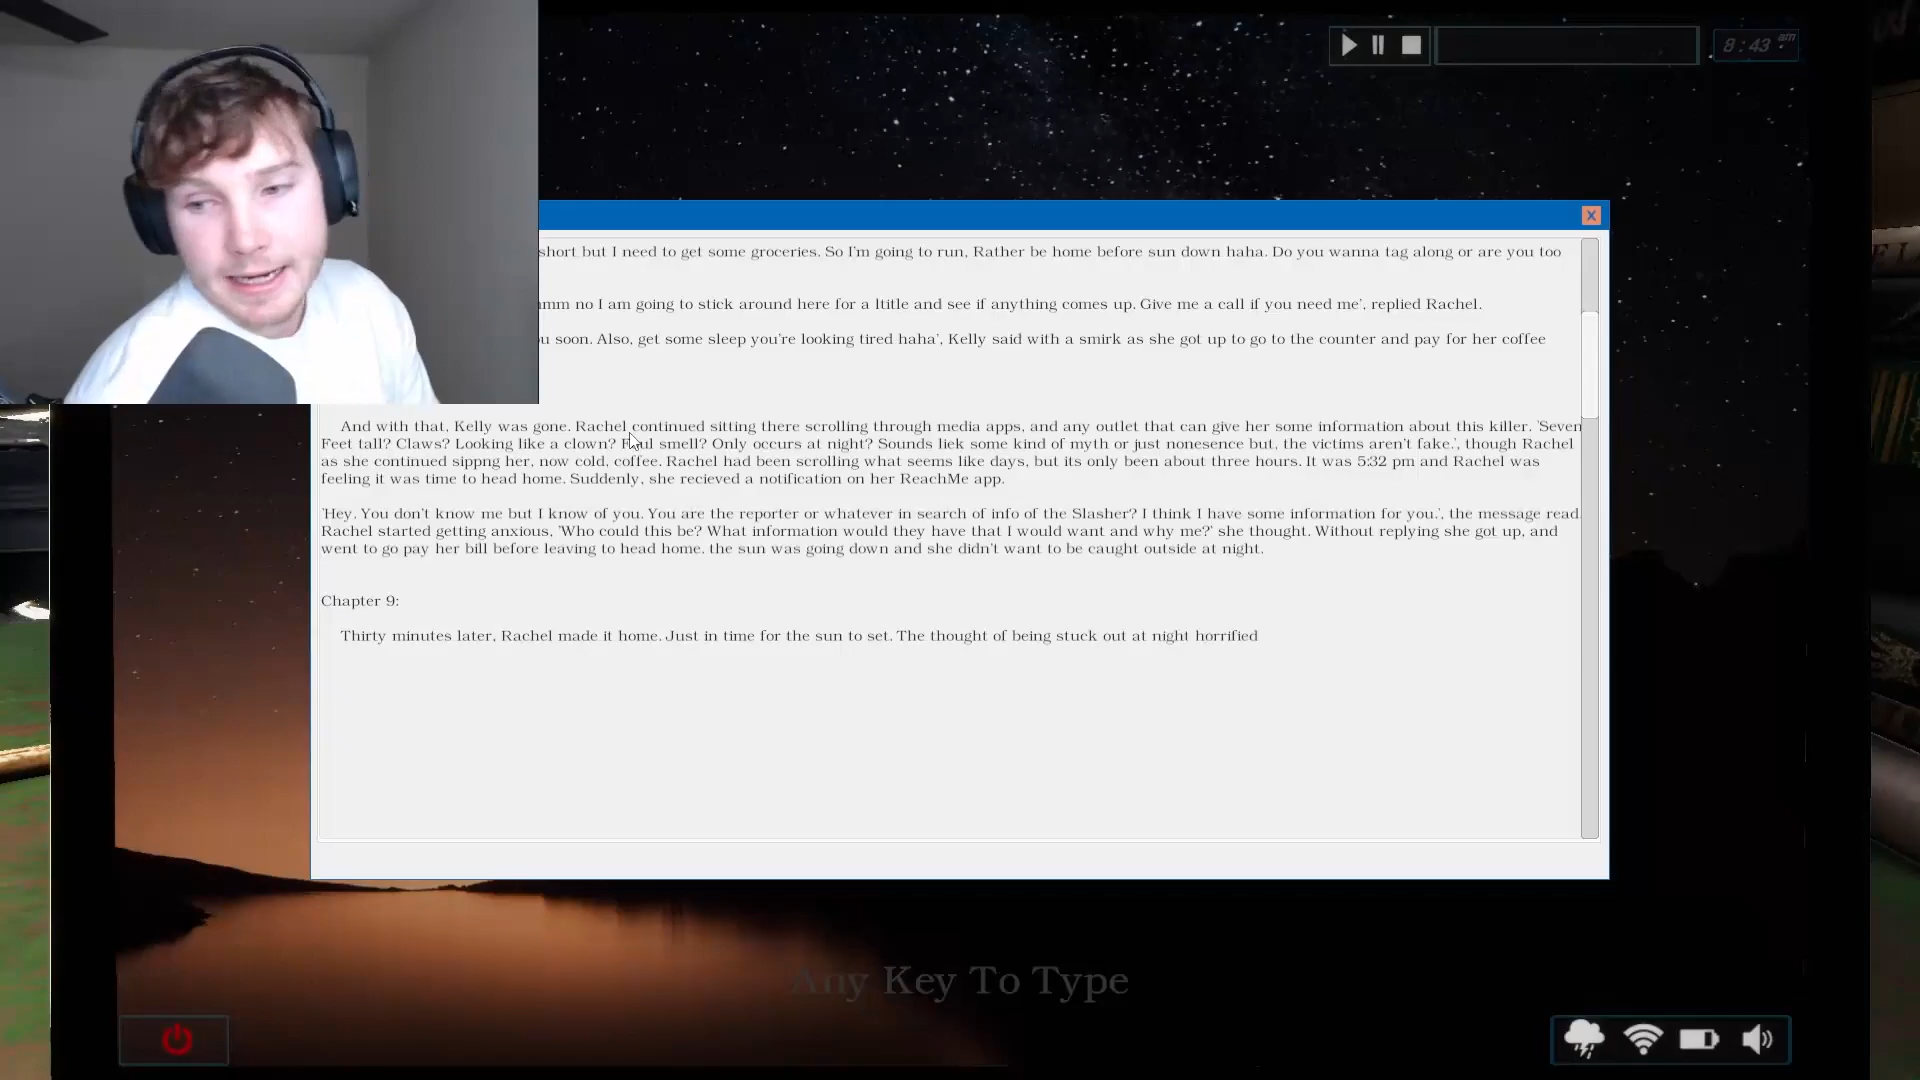 8:43 am
X
short but I need to get some groceries. So I'm going to run, Rather be home before sun down haha. Do you wanna tag along or are you too
mm no I am going to stick around here for a ltitle and see if anything comes up. Give me a call if you need me', replied Rachel.
soon. Also, get some sleep you're looking tired haha', Kelly said with a smirk as she got up to go to the counter and pay for her coffee
And with that, Kelly was gone. Rachel continued sitting there scrolling through media apps, and any outlet that can give her some information about this killer. 'Seven
Feet tall? Claws? Looking like a clown? Foul smell? Only occurs at night? Sounds liek some kind of myth or just nonesence but, the victims aren't fake.', though Rachel
as she continued sippng her, now cold, coffee. Rachel had been scrolling what seems like days, but its only been about three hours. It was 5:32 pm and Rachel was
feeling it was time to head home. Suddenly, she recieved a notification on her ReachMe app.
'Hey. You don't know me but I know of you. You are the reporter or whatever in search of info of the Slasher? I think I have some information for you.', the message read.
Rachel started getting anxious, 'Who could this be? What information would they have that I would want and why me?' she thought. Without replying she got up, and
went to go pay her bill before leaving to head home. the sun was going down and she didn't want to be caught outside at night.
Chapter 9:
Thirty minutes later, Rachel made it home. Just in time for the sun to set. The thought of being stuck out at night horrified
Any Key To Type